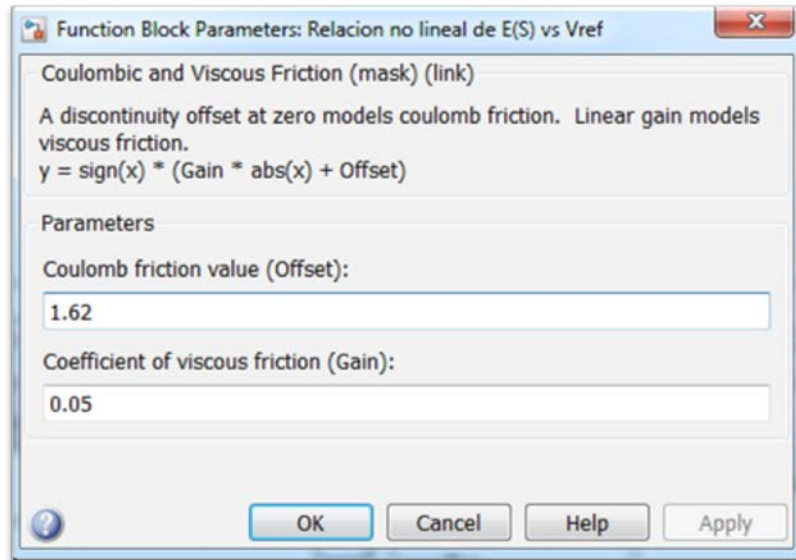 Function Block Parameters: Relacion no lineal de E(S) vs Vref
Coulombic and Viscous Friction (mask) (link)
A discontinuity offset at zero models coulomb friction.  Linear gain models
viscous friction.
y = sign(x) * (Gain * abs(x) + Offset)
Parameters
Coulomb friction value (Offset):
1.62
Coefficient of viscous friction (Gain):
0.05
?
OK
Cancel
Help
Apply